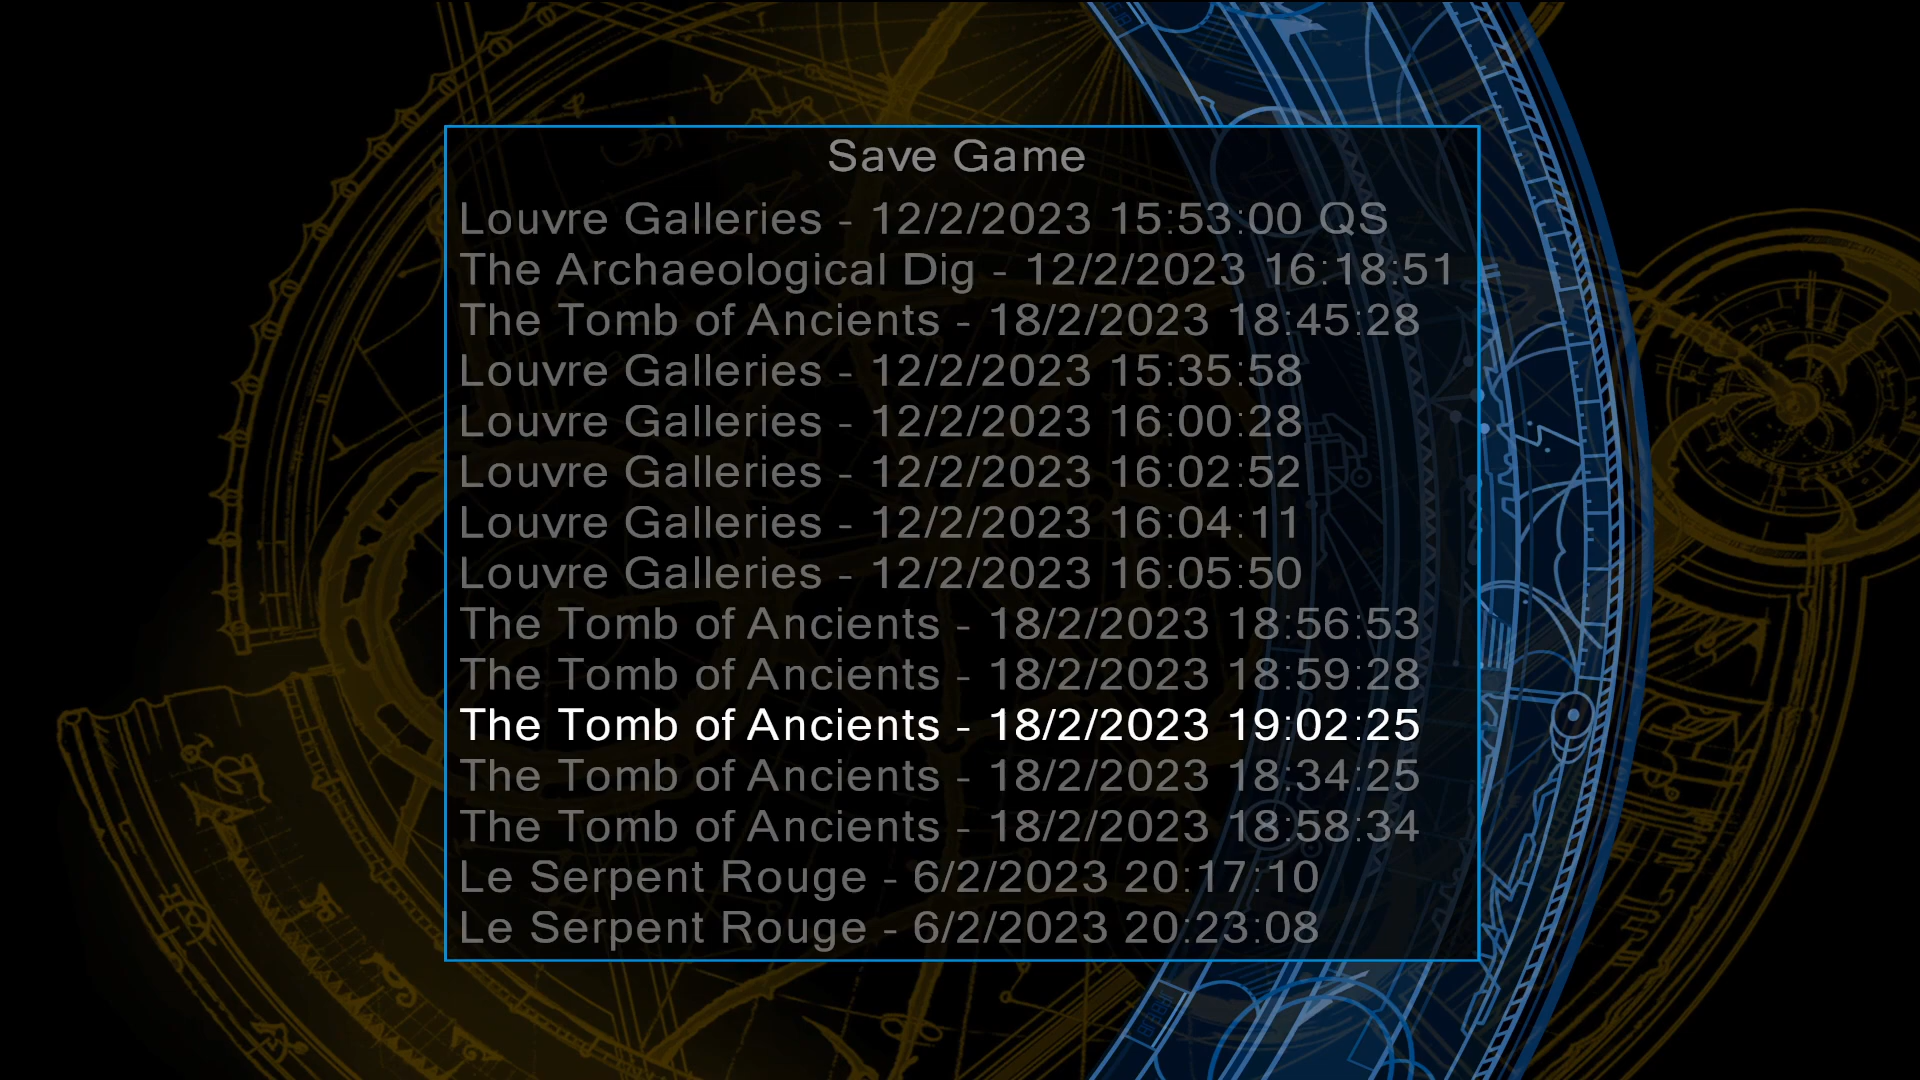 Save Game
Louvre Galleries - 12/2/2023 15:53:00 QS
The Archaeological Dig - 12/2/2023 16:18:51
The Tomb of Ancients - 18/2/2023 18:45:28
Louvre Galleries - 12/2/2023 15:35:58
Louvre Galleries - 12/2/2023 16:00:28
Louvre Galleries - 12/2/2023 16:02:52
Louvre Galleries - 12/2/2023 16:04:11
Louvre Galleries - 12/2/2023 16:05:50
The Tomb of Ancients - 18/2/2023 18:56:53
The Tomb of Ancients - 18/2/2023 18:59:28
The Tomb of Ancients - 18/2/2023 19:02:25
The Tomb of Ancients - 18/2/2023 18:34:25
The Tomb of Ancients - 18/2/2023 18:58:34
Le Serpent Rouge - 6/2/2023 20:17:10
Le Serpent Rouge - 6/2/2023 20:23:08